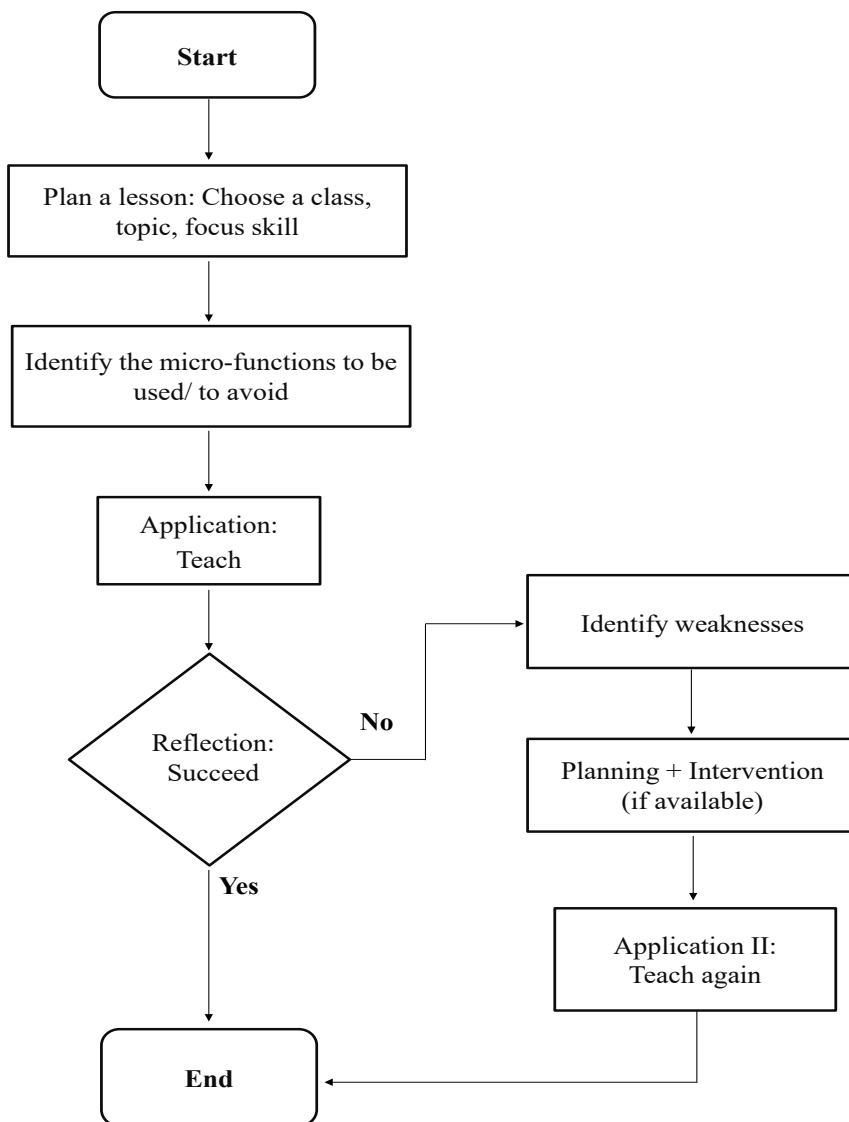 Start
Plan a lesson: Choose a class,
topic, focus skill
Identify the micro-functions to be
used/ to avoid
Application:
Teach
Reflection:
Succeed
No
Yes
Identify weaknesses
Planning + Intervention
(if available)
Application II:
Teach again
End